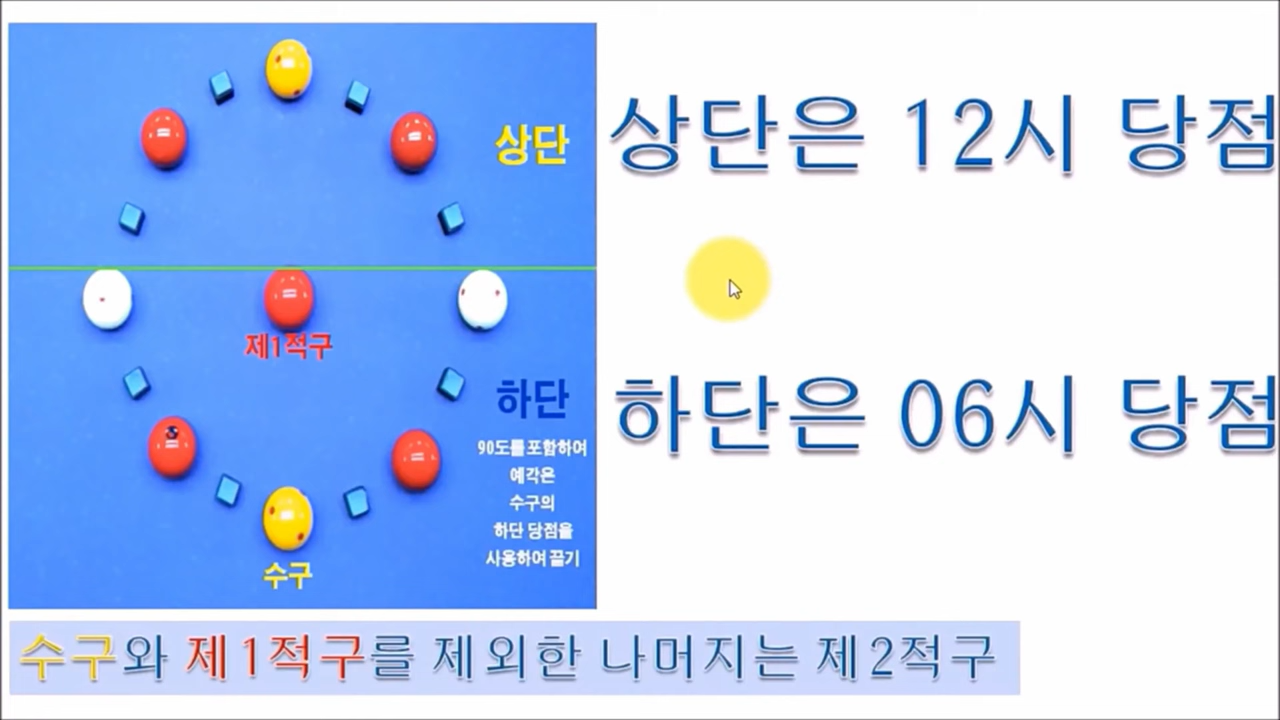 상단
상단은 12시 당점
제1적구
하단
하단은 06시 당점
90도를 포함하여
예각은
수구의
하단 당점을
사용하여 끌기
수구
수구와 제1적구를 제외한 나머지는 제2적구